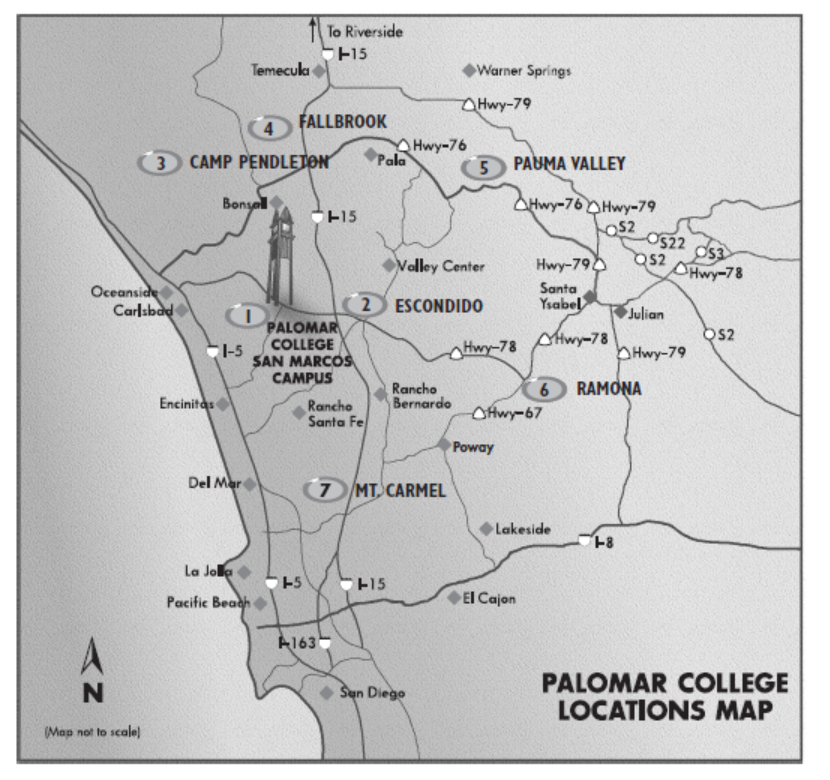 To Riverside
I-15
Temecula
Warner Springs
Hwy-79
4 FALLBROOK
Hwy-76
3 CAMP PENDLETON
Pala
5 PAUMA VALLEY
Bonsall
I-15
Hwy-76
Hwy-79
S2
S22
S3
S2
Valley Center
Hwy-79
Hwy-78
Oceanside
Carlsbad
Santa
Ysabel
Julian
1
PALOMAR
COLLEGE
SAN MARCOS
CAMPUS
2 ESCONDIDO
S2
I-5
Hwy-78
Hwy-78
Hwy-79
6 RAMONA
Encinitas
Rancho
Santa Fe
Rancho
Bernardo
Hwy-67
Poway
Del Mar
7 MT. CARMEL
Lakeside
I-8
La Jolla
I-5
I-15
Pacific Beach
El Cajon
I-163
San Diego
N
(Map not to scale)
PALOMAR COLLEGE
LOCATIONS MAP